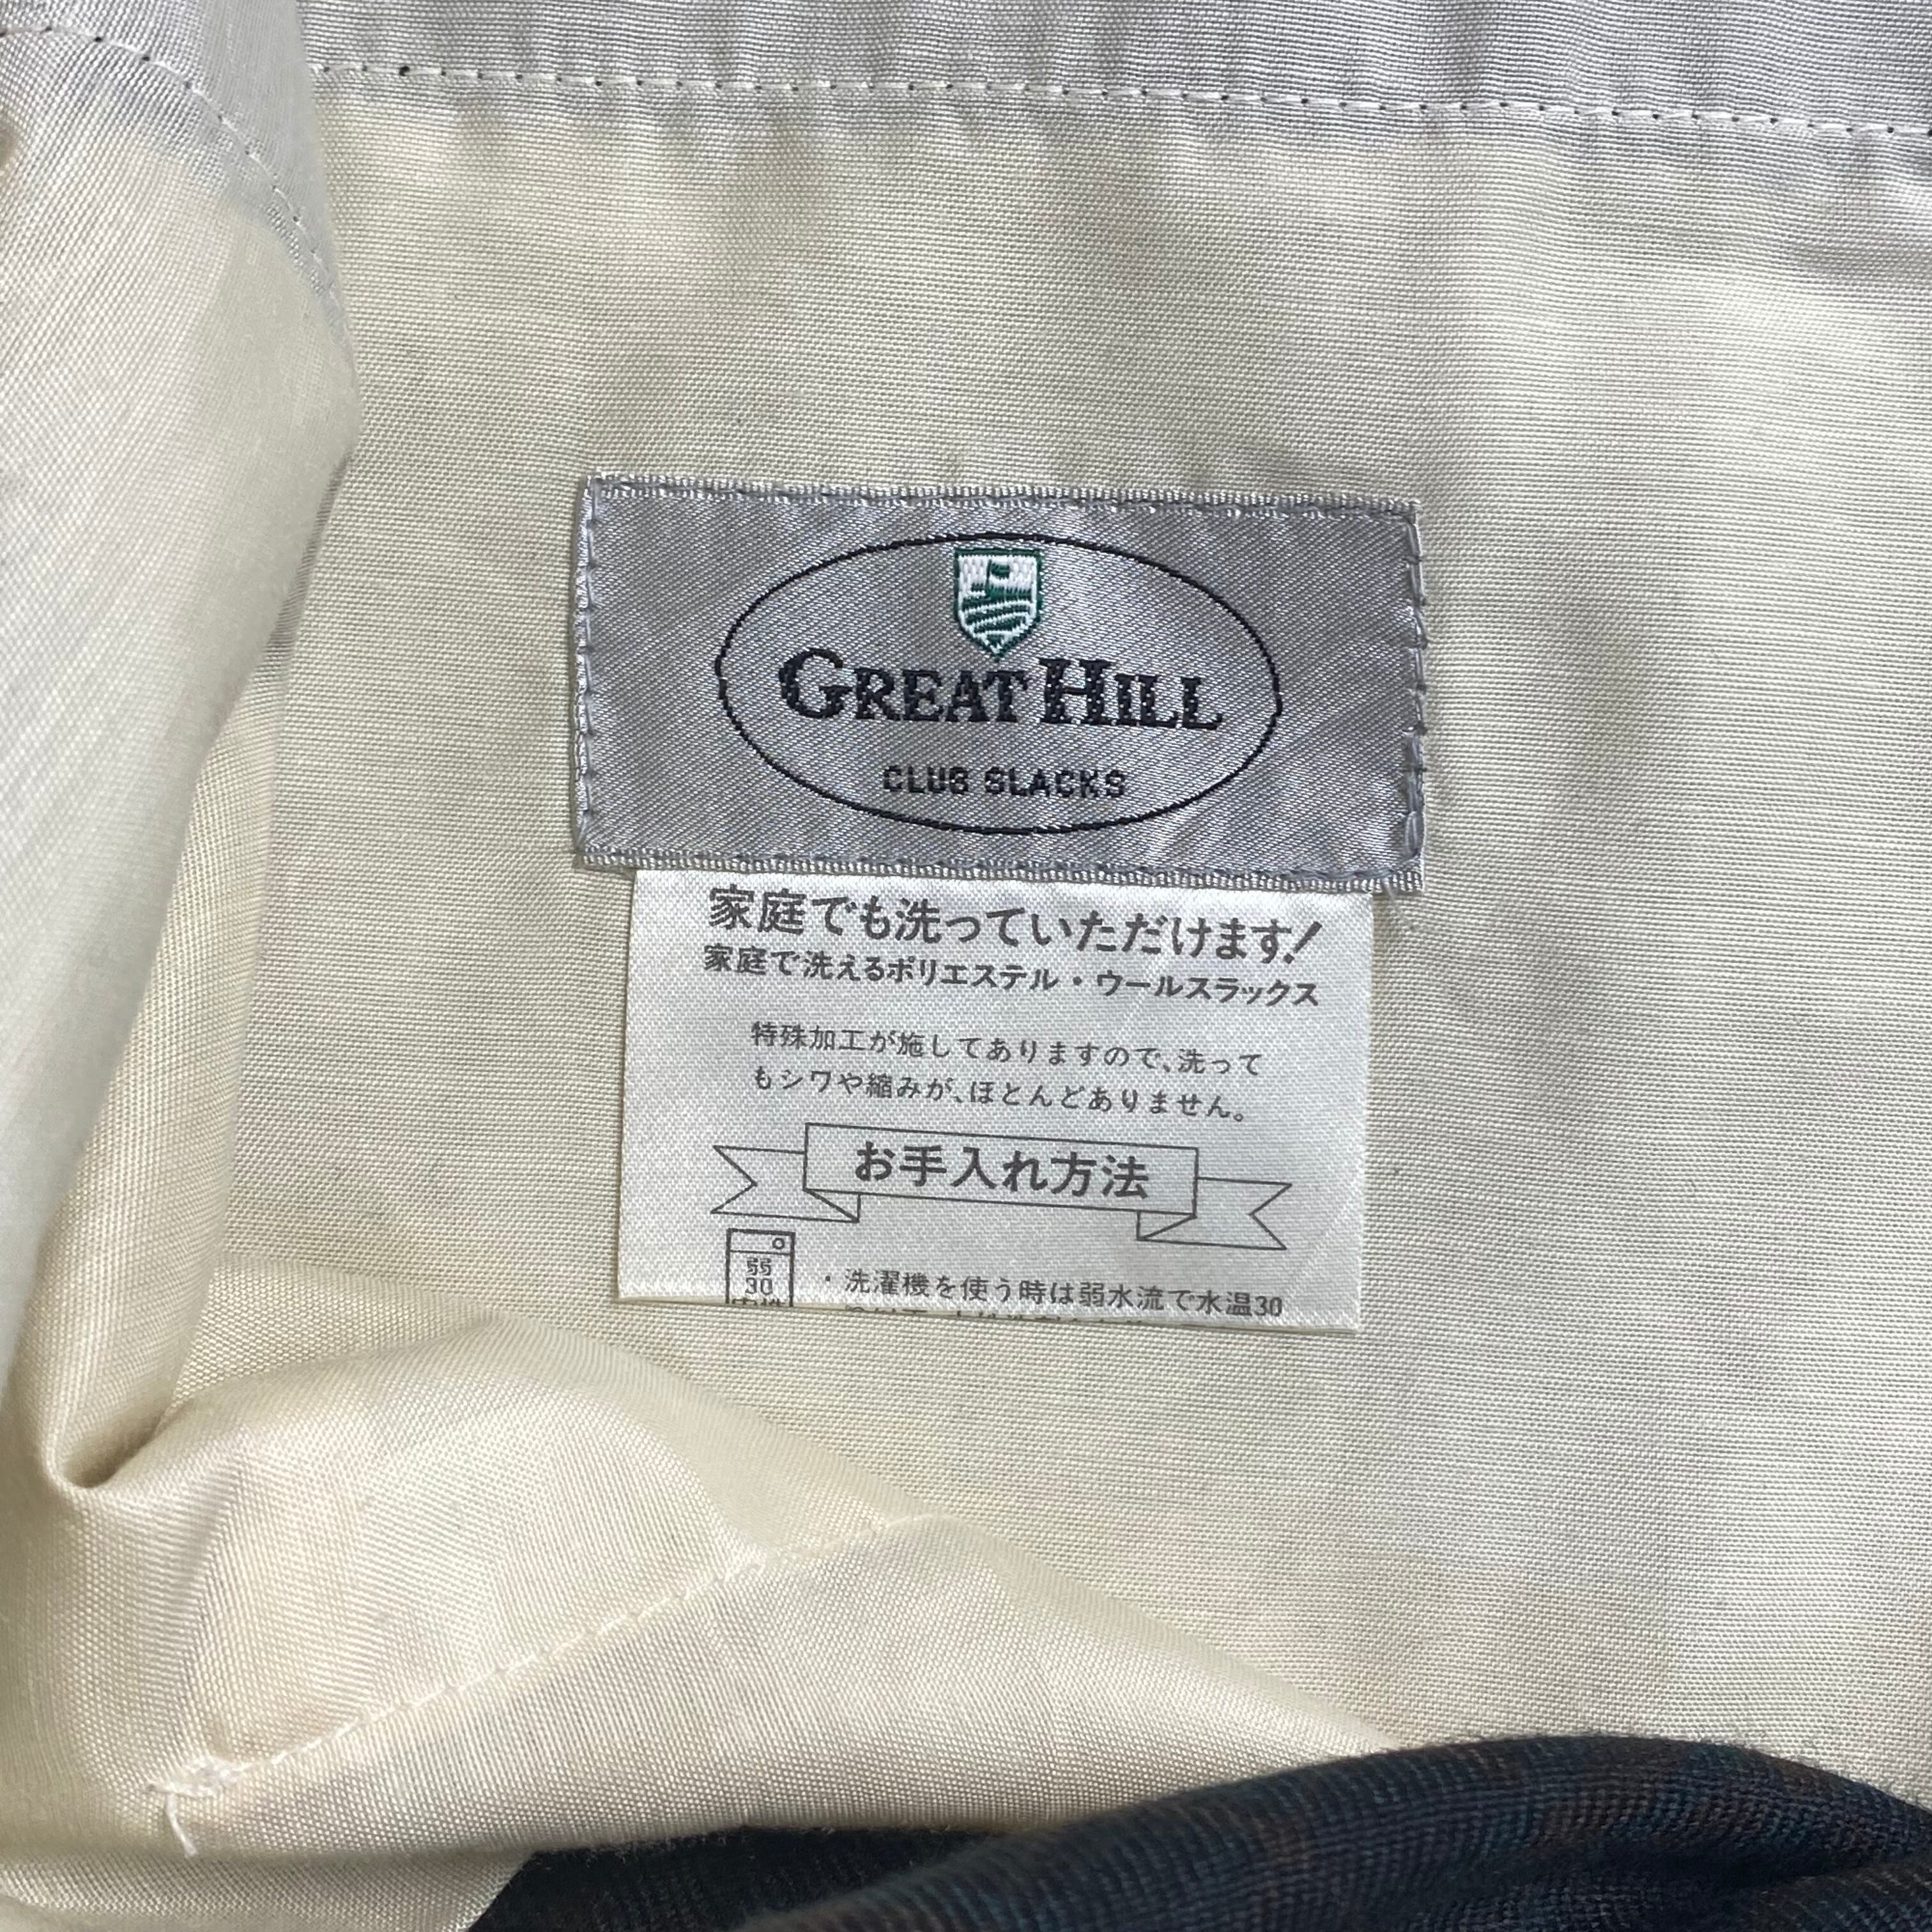 GREAT HILL
CLUB SLACKS
家庭でも洗っていただけます!
家庭で洗えるポリエステル・ウールスラックス
特殊加工が施してありますので、洗って
もシワや縮みが、ほとんどありません。
お手入れ方法
弱
30
・洗濯機を使う時は弱水流で水温30